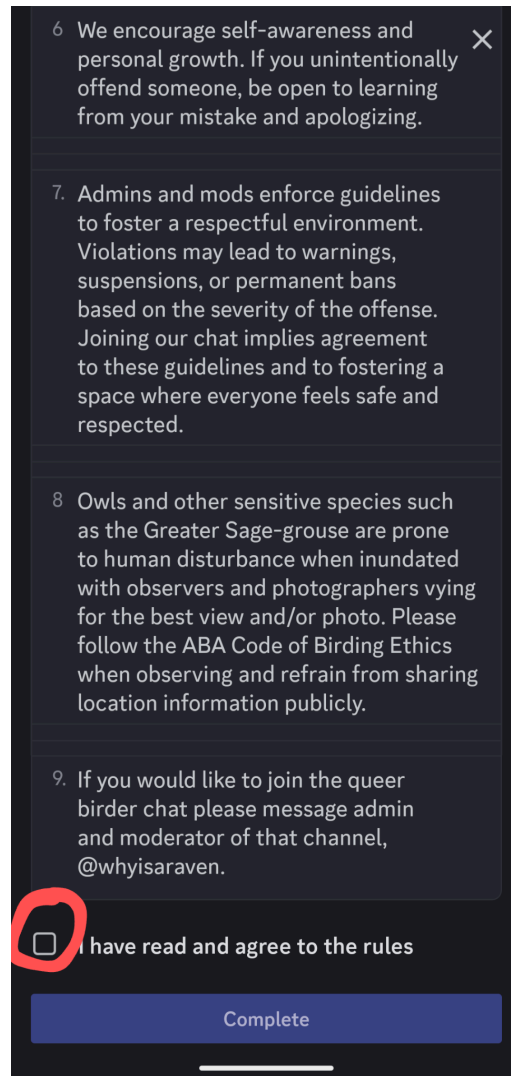 6 We encourage self-awareness and
personal growth. If you unintentionally
offend someone, be open to learning
from your mistake and apologizing.
7. Admins and mods enforce guidelines
to foster a respectful environment.
Violations may lead to warnings,
suspensions, or permanent bans
based on the severity of the offense.
Joining our chat implies agreement
to these guidelines and to fostering a
space where everyone feels safe and
respected.
8 Owls and other sensitive species such
as the Greater Sage-grouse are prone
to human disturbance when inundated
with observers and photographers vying
for the best view and/or photo. Please
follow the ABA Code of Birding Ethics
when observing and refrain from sharing
location information publicly.
9. If you would like to join the queer
birder chat please message admin
and moderator of that channel,
@whyisaraven.
I have read and agree to the rules
Complete